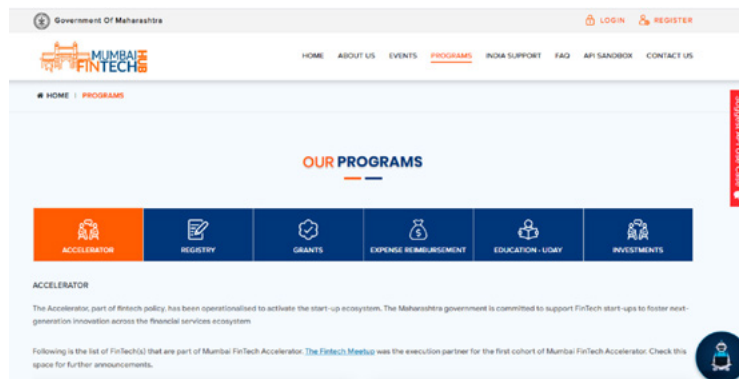 Government Of Maharashtra
LOGIN
REGISTER
MUMBAI
FINTECH
HUB
HOME ABOUT US EVENTS PROGRAMS INDIA SUPPORT FAQ API SANDBOX CONTACT US
HOME | PROGRAMS
OUR PROGRAMS
ACCELERATOR
REGISTRY
GRANTS
EXPENSE REIMBURSEMENT
EDUCATION - UDAY
INVESTMENTS
ACCELERATOR
The Accelerator, part of fintech policy, has been operationalised to activate the start-up ecosystem. The Maharashtra government is committed to support FinTech start-ups to foster next-
generation innovation across the financial services ecosystem
Following is the list of FinTech(s) that are part of Mumbai FinTech Accelerator. The Fintech Meetup was the execution partner for the first cohort of Mumbai FinTech Accelerator. Check this
space for further announcements.